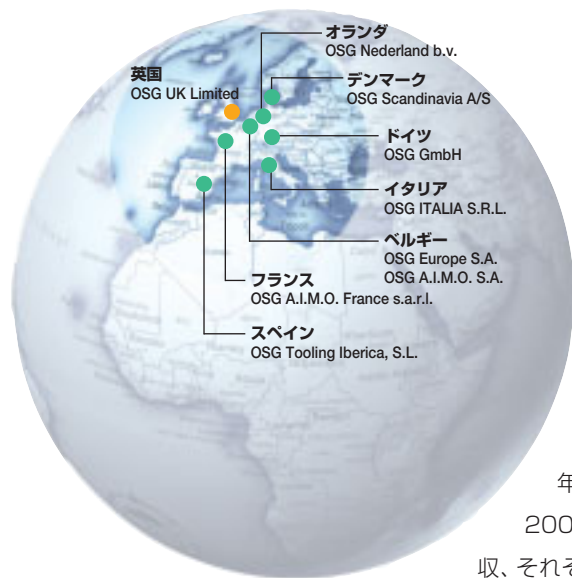 オランダ
OSG Nederland b.v.
英国
OSG UK Limited
デンマーク
OSG Scandinavia A/S
ドイツ
OSG GmbH
イタリア
OSG ITALIA S.R.L.
ベルギー
OSG Europe S.A.
OSG A.I.M.O. S.A.
フランス
OSG A.I.M.O. France s.a.r.l.
スペイン
OSG Tooling Iberica, S.L.
年
200
収、それぞ